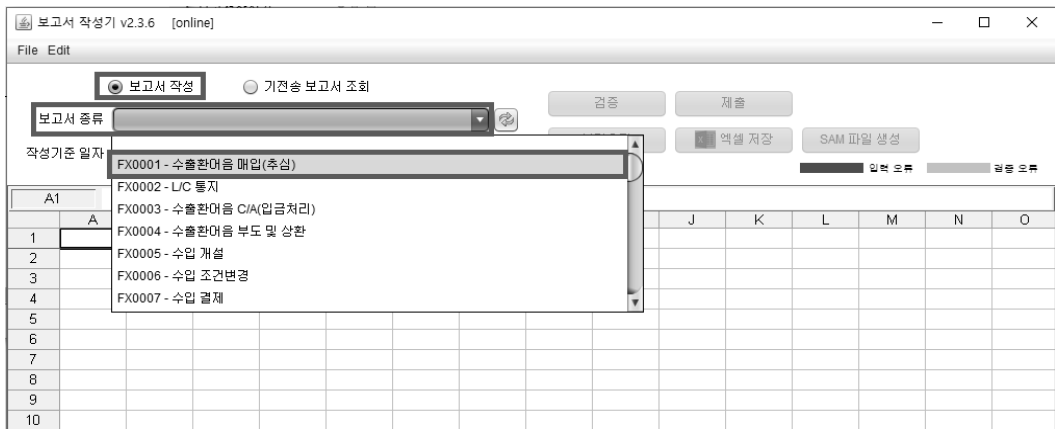 보고서 작성기 v2.3.6 [online]
File Edit
보고서 작성 기전송 보고서 조회
검증 제출
보고서 종류
엑셀 저장 SAM 파일 생성
작성기준 일자
입력 오류 검증 오류
FX0001 - 수출환어음 매입(추심)
FX0002 - L/C 통지
FX0003 - 수출환어음 C/A(입금처리)
FX0004 - 수출환어음 부도 및 상환
FX0005 - 수입 개설
FX0006 - 수입 조건변경
FX0007 - 수입 결제
A1
A J K L M N O
1
2
3
4
5
6
7
8
9
10